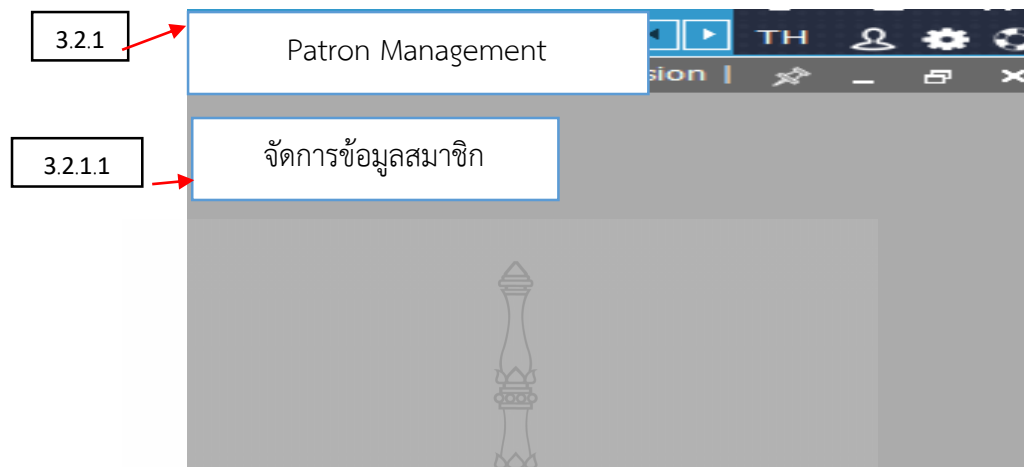 3.2.1
Patron Management
TH
sion |
3.2.1.1
จัดการข้อมูลสมาชิก